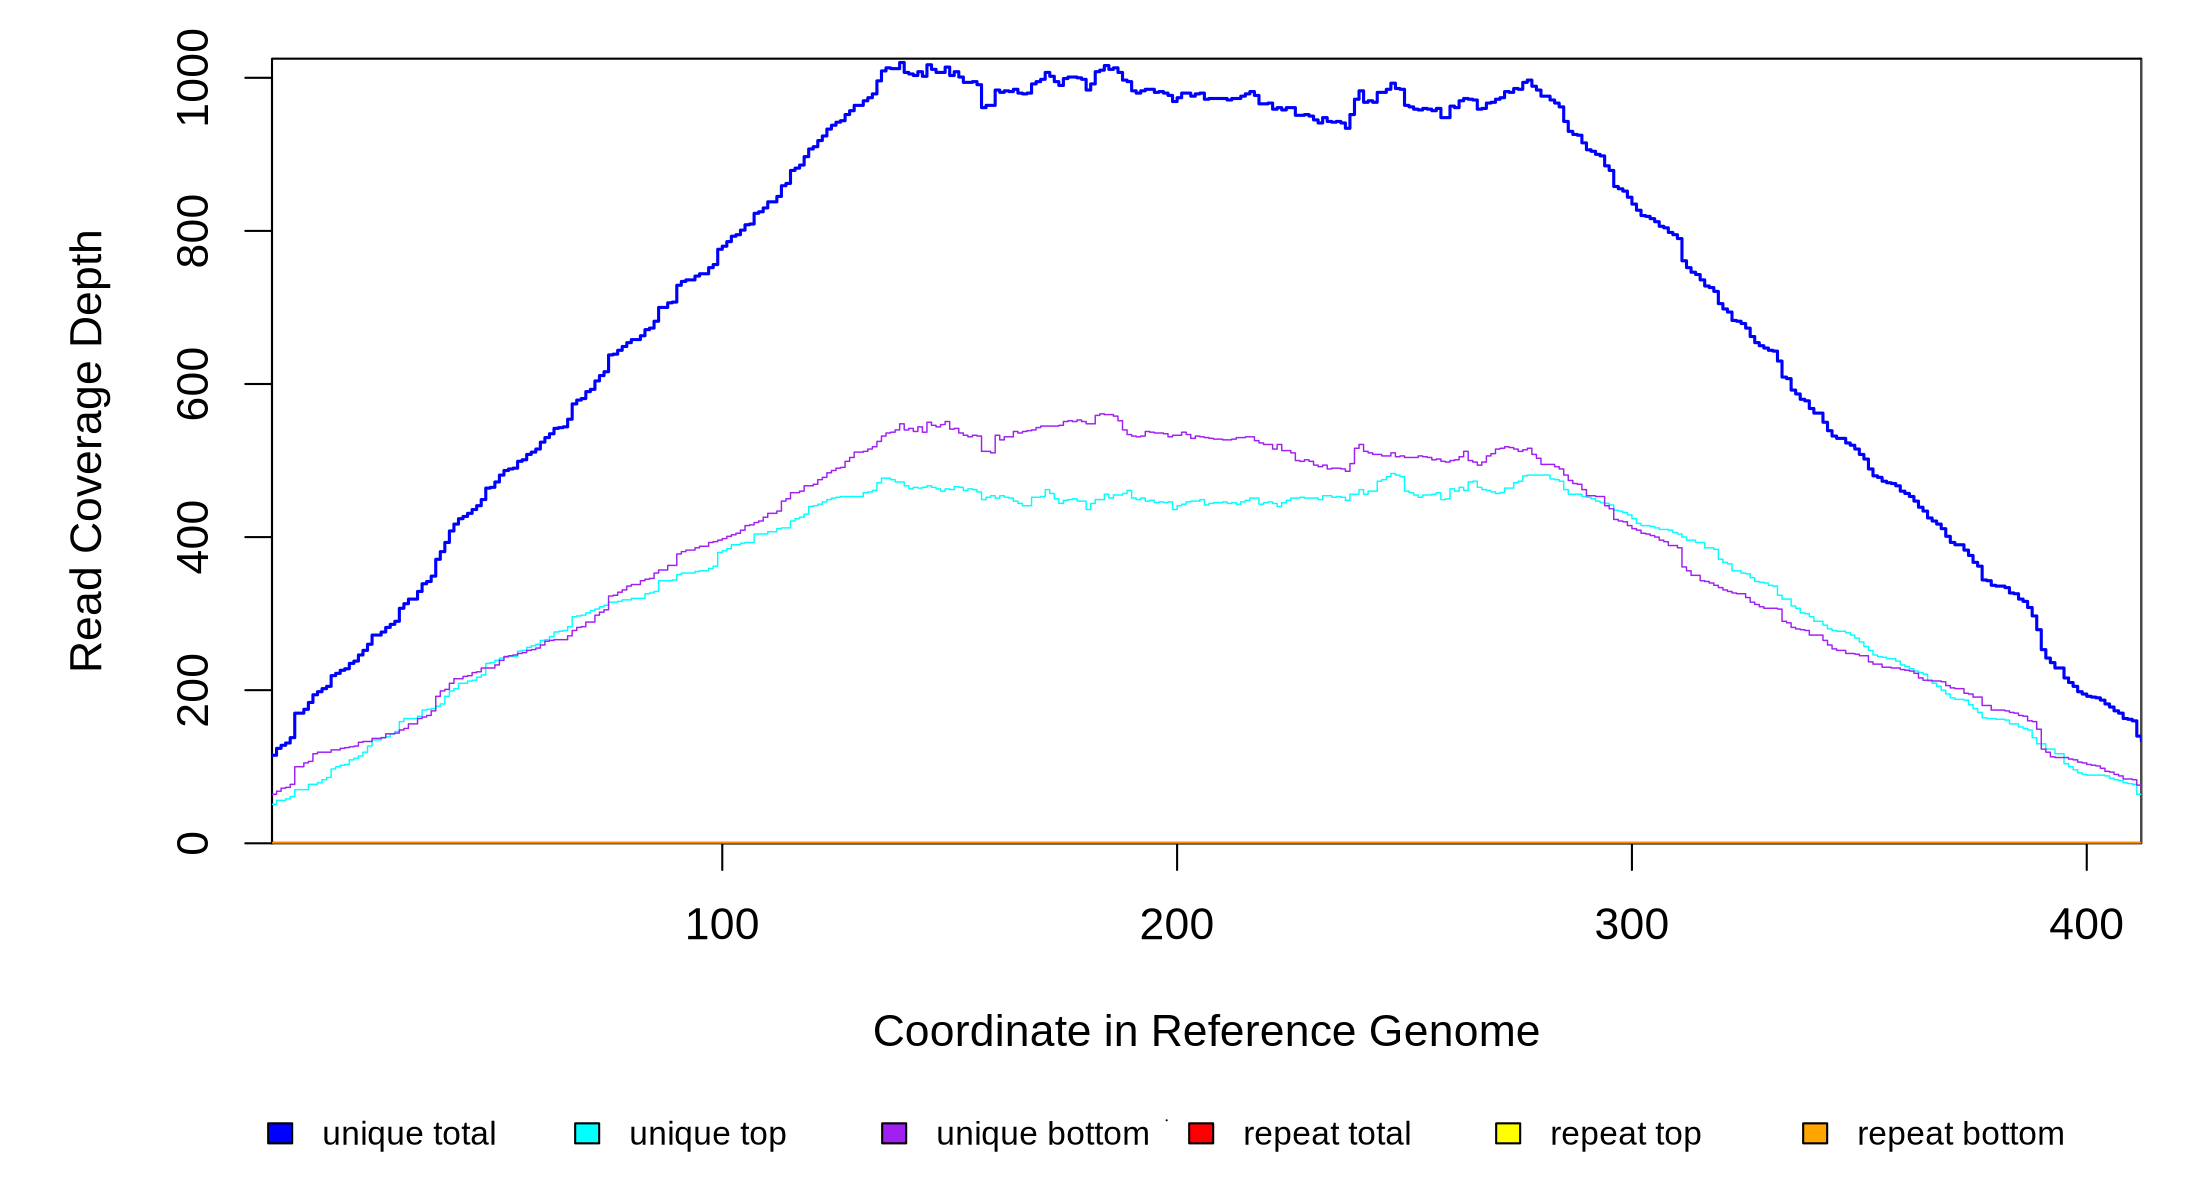 Read Coverage Depth
1000
800
600
400
200
0
100 200 300 400
Coordinate in Reference Genome
unique total unique top unique bottom repeat total repeat top repeat bottom